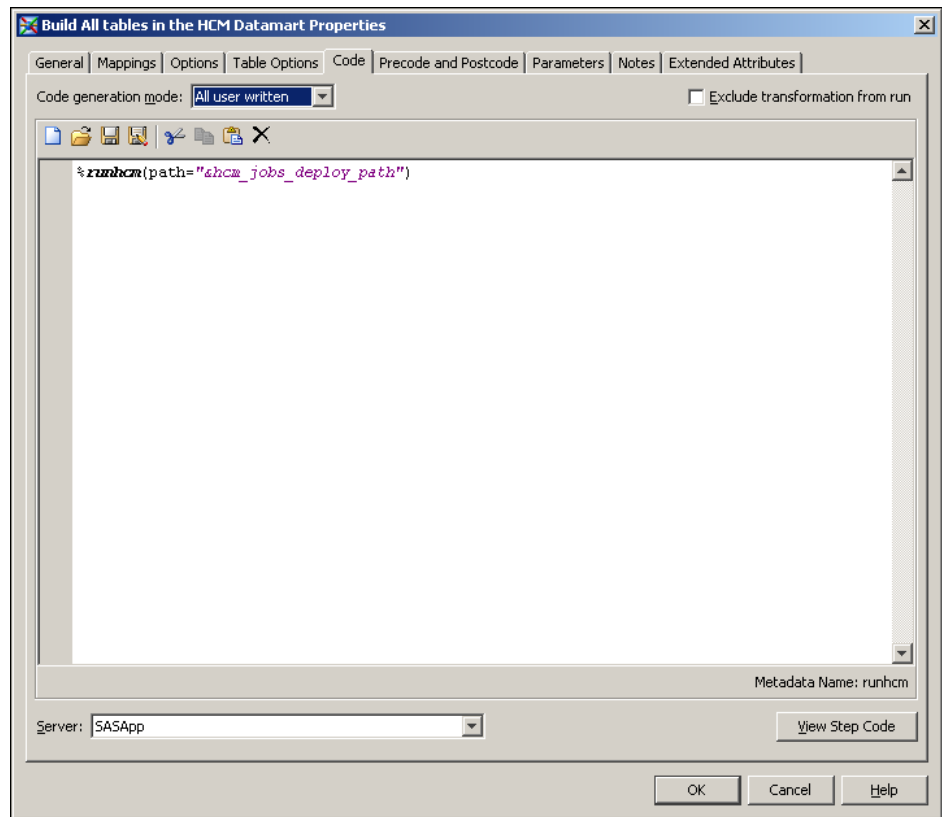 Build All tables in the HCM Datamart Properties
General Mappings Options Table Options Code Precode and Postcode Parameters Notes Extended Attributes
Code generation mode: All user written Exclude transformation from run
%runhcm(path="&hcm_jobs_deploy_path")
Metadata Name: runhcm
Server: SASApp View Step Code
OK Cancel Help